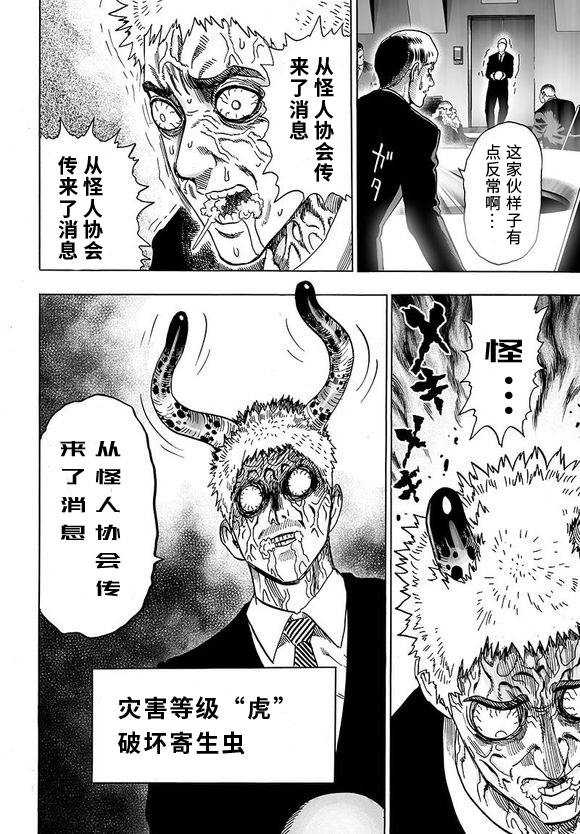 这家伙样子有
点反常啊…
ガタ
从怪人协会传
来了消息
从怪人协会
传来了消息
怪…
メキ
メキ
从怪人协会传
来了消息
灾害等级“虎”
破坏寄生虫